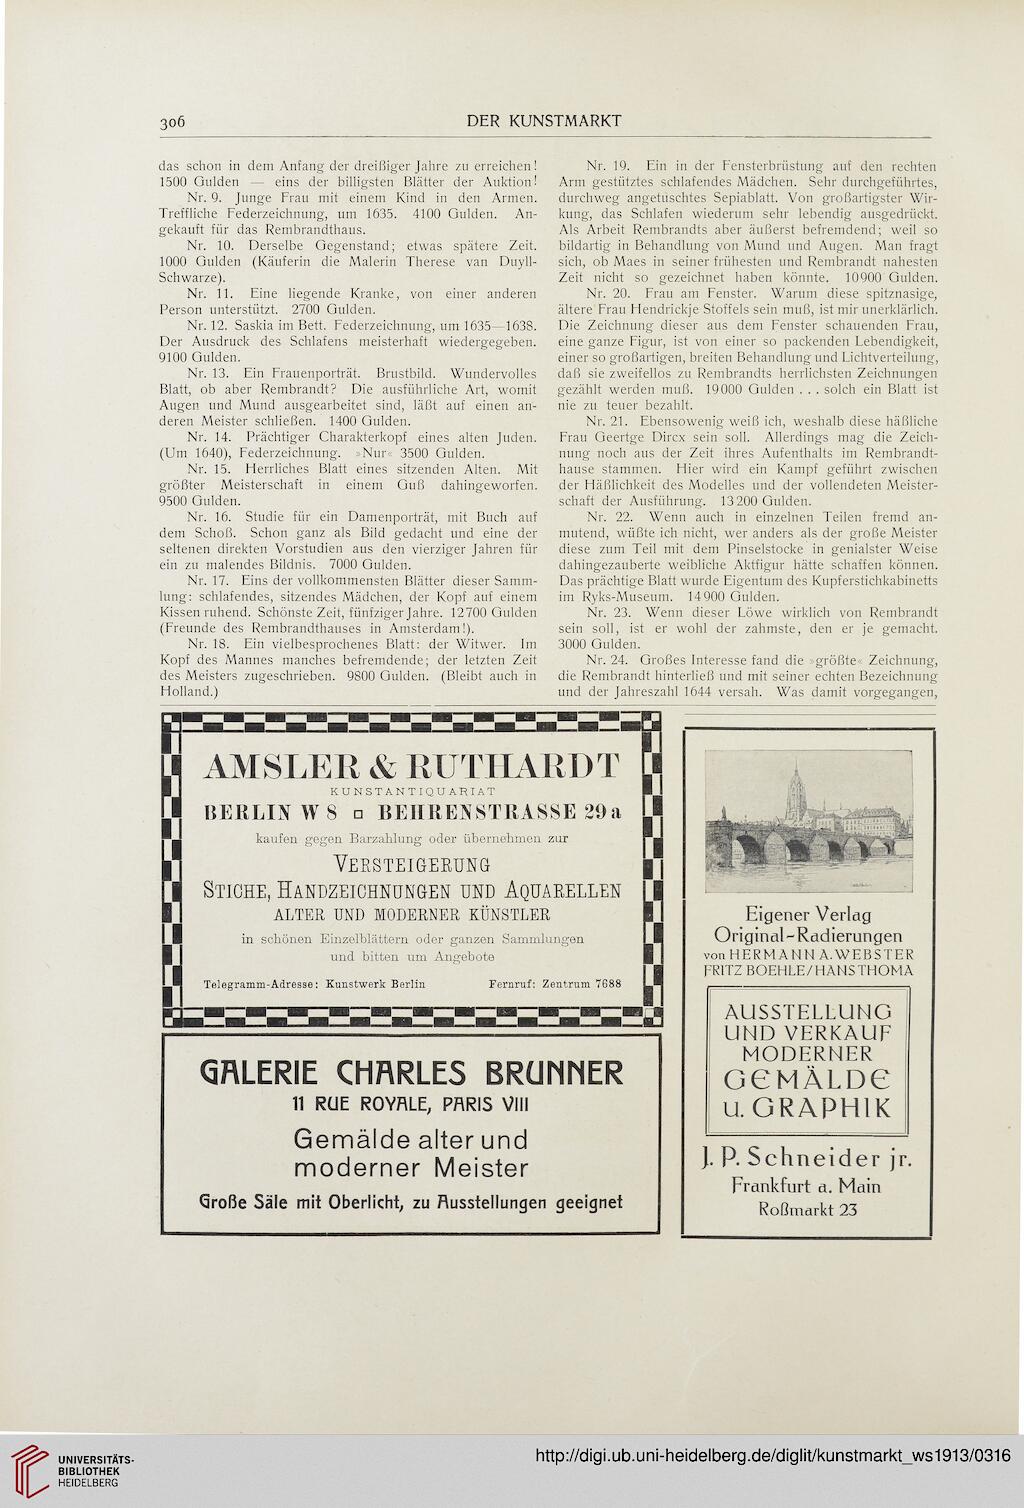 306
DER KUNSTMARKT
das schon in dem Anfang der dreißiger Jahre zu erreichen!
1500 Gulden — eins der billigsten Blätter der Auktion!
Nr. 9. Junge Frau mit einem Kind in den Armen.
Treffliche Federzeichnung, um 1635. 4100 Gulden. An-
gekauft für das Rembrandthaus.
Nr. 10. Derselbe Gegenstand; etwas spätere Zeit.
1000 Gulden (Käuferin die Malerin Therese van Duyll-
Schwarze).
Nr. 11. Eine liegende Kranke, von einer anderen
Person unterstützt. 2700 Gulden.
Nr. 12. Saskia im Bett. Federzeichnung, um 1635—1638.
Der Ausdruck des Schlafens meisterhaft wiedergegeben.
9100 Gulden.
Nr. 13. Ein Frauenporträt. Brustbild. Wundervolles
Blatt, ob aber Rembrandt? Die ausführliche Art, womit
Augen und Mund ausgearbeitet sind, läßt auf einen an-
deren Meister schließen. 1400 Gulden.
Nr. 14. Prächtiger Charakterkopf eines alten Juden.
(Um 1640), Federzeichnung. »Nur« 3500 Gulden.
Nr. 15. Herrliches Blatt eines sitzenden Alten. Mit
größter Meisterschaft in einem Guß dahingeworfen.
9500 Gulden.
Nr. 16. Studie für ein Damenporträt, mit Buch auf
dem Schoß. Schon ganz als Bild gedacht und eine der
seltenen direkten Vorstudien aus den vierziger Jahren für
ein zu malendes Bildnis. 7000 Gulden.
Nr. 17. Eins der vollkommensten Blätter dieser Samm-
lung: schlafendes, sitzendes Mädchen, der Kopf auf einem
Kissen ruhend. Schönste Zeit, fünfziger Jahre. 12700 Gulden
(Freunde des Rembrandthauses in Amsterdam!).
Nr. 18. Ein vielbesprochenes Blatt: der Witwer. Im
Kopf des Mannes manches befremdende; der letzten Zeit
des Meisters zugeschrieben. 9800 Gulden. (Bleibt auch in
Holland.)
Nr. 19. Ein in der Fensterbrüstung auf den rechten
Arm gestütztes schlafendes Mädchen. Sehr durchgeführtes,
durchweg angetuschtes Sepiablatt. Von großartigster Wir-
kung, das Schlafen wiederum sehr lebendig ausgedrückt.
Als Arbeit Rembrandts aber äußerst befremdend; weil so
bildartig in Behandlung von Mund und Augen. Man fragt
sich, ob Maes in seiner frühesten und Rembrandt nahesten
Zeit nicht so gezeichnet haben könnte. 10900 Gulden.
Nr. 20. Frau am Fenster. Warum diese spitznasige,
ältere Frau Hendrickje Stoffels sein muß, ist mir unerklärlich.
Die Zeichnung dieser aus dem Fenster schauenden Frau,
eine ganze Figur, ist von einer so packenden Lebendigkeit,
einer so großartigen, breiten Behandlung und Lichtverteilung,
daß sie zweifellos zu Rembrandts herrlichsten Zeichnungen
gezählt werden muß. 19000 Gulden . . . solch ein Blatt ist
nie zu teuer bezahlt.
Nr. 21. Ebensowenig weiß ich, weshalb diese häßliche
Frau Geertge Dircx sein soll. Allerdings mag die Zeich-
nung noch aus der Zeit ihres Aufenthalts im Rembrandt-
hause stammen. Hier wird ein Kampf geführt zwischen
der Häßlichkeit des Modelles und der vollendeten Meister-
schaft der Ausführung. 13200 Gulden.
Nr. 22. Wenn auch in einzelnen Teilen fremd an-
mutend, wüßte ich nicht, wer anders als der große Meister
diese zum Teil mit dem Pinselstocke in genialster Weise
dahingezauberte weibliche Aktfigur hätte schaffen können.
Das prächtige Blatt wurde Eigentum des Kupferstichkabinetts
im Ryks-Museum. 14900 Gulden.
Nr. 23. Wenn dieser Löwe wirklich von Rembrandt
sein soll, ist er wohl der zahmste, den er je gemacht.
3000 Gulden.
Nr. 24. Großes Interesse fand die »größte« Zeichnung,
die Rembrandt hinterließ und mit seiner echten Bezeichnung
und der Jahreszahl 1644 versah. Was damit vorgegangen,
AMSLER & RUTHARDT
KUNSTANTIQUARIAT
BERLIN W 8 □ BEHRENSTRASSE 29a
kaufen gegen Barzahlung oder übernehmen zur
VERSTEIGERUNG
STICHE, HANDZEICHNUNGEN UND AQUARELLEN
ALTER UND MODERNER KÜNSTLER
in schönen Einzelblättern oder ganzen Sammlungen
und bitten um Angebote
Telegramm-Adresse: Kunstwerk Berlin Fernruf: Zentrum 7688
GALERIE CHARLES BRUNNER
11 RUE ROYALE, PARIS VIII
Gemälde alter und
moderner Meister
Große Säle mit Oberlicht, zu Ausstellungen geeignet
Eigener Verlag
Original-Radierungen
von HERMANN A. WEBSTER
FRITZ BOEHLE/HANS THOMA
AUSSTELLUNG
UND VERKAUF
MODERNER
GEMÄLDE
u. GRAPHIK
J. P. Schneider jr.
Frankfurt a. Main
Roßmarkt 23
UNIVERSITÄTS-
BIBLIOTHEK
HEIDELBERG
http://digi.ub.uni-heidelberg.de/diglit/kunstmarkt_ws1913/0316